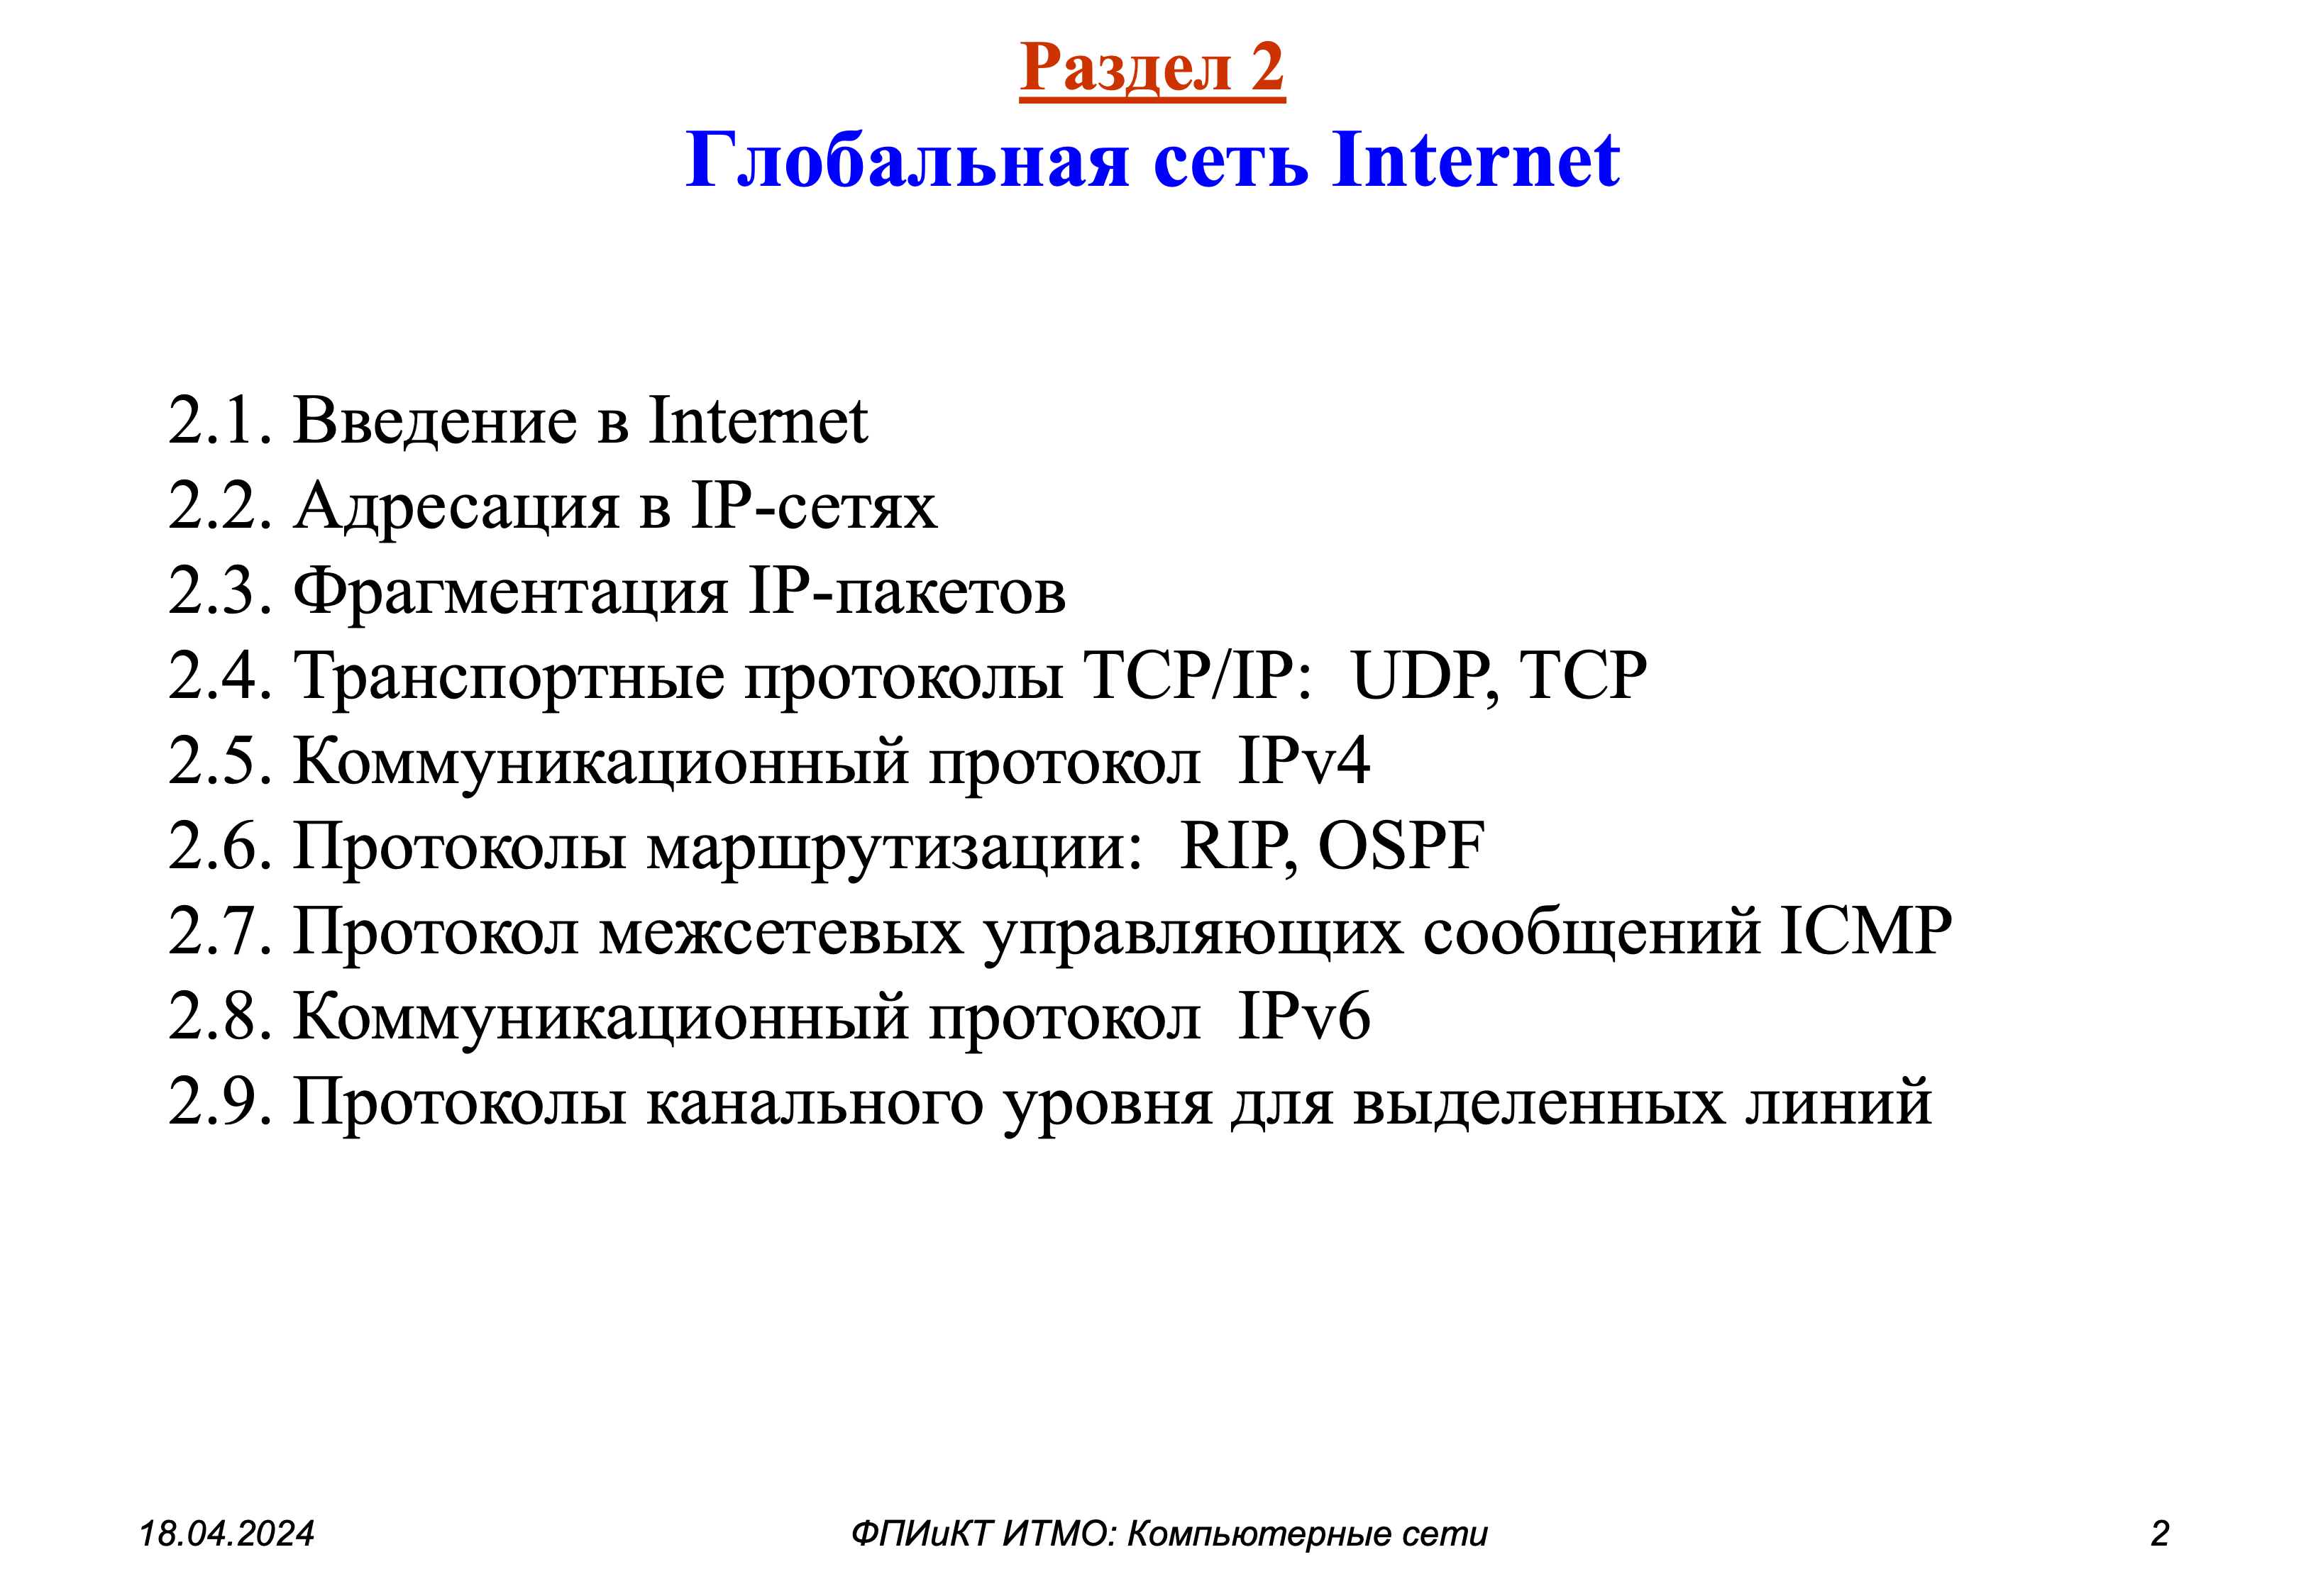 Раздел 2
Глобальная сеть Internet
2.1. Введение в Internet
2.2. Адресация в IP-сетях
2.3. Фрагментация IP-пакетов
2.4. Транспортные протоколы TCP/IP:  UDP, TCP
2.5. Коммуникационный протокол  IPv4
2.6. Протоколы маршрутизации:  RIP, OSPF
2.7. Протокол межсетевых управляющих сообщений ICMP
2.8. Коммуникационный протокол  IPv6
2.9. Протоколы канального уровня для выделенных линий
18.04.2024 ФПИиКТ ИТМО: Компьютерные сети 2